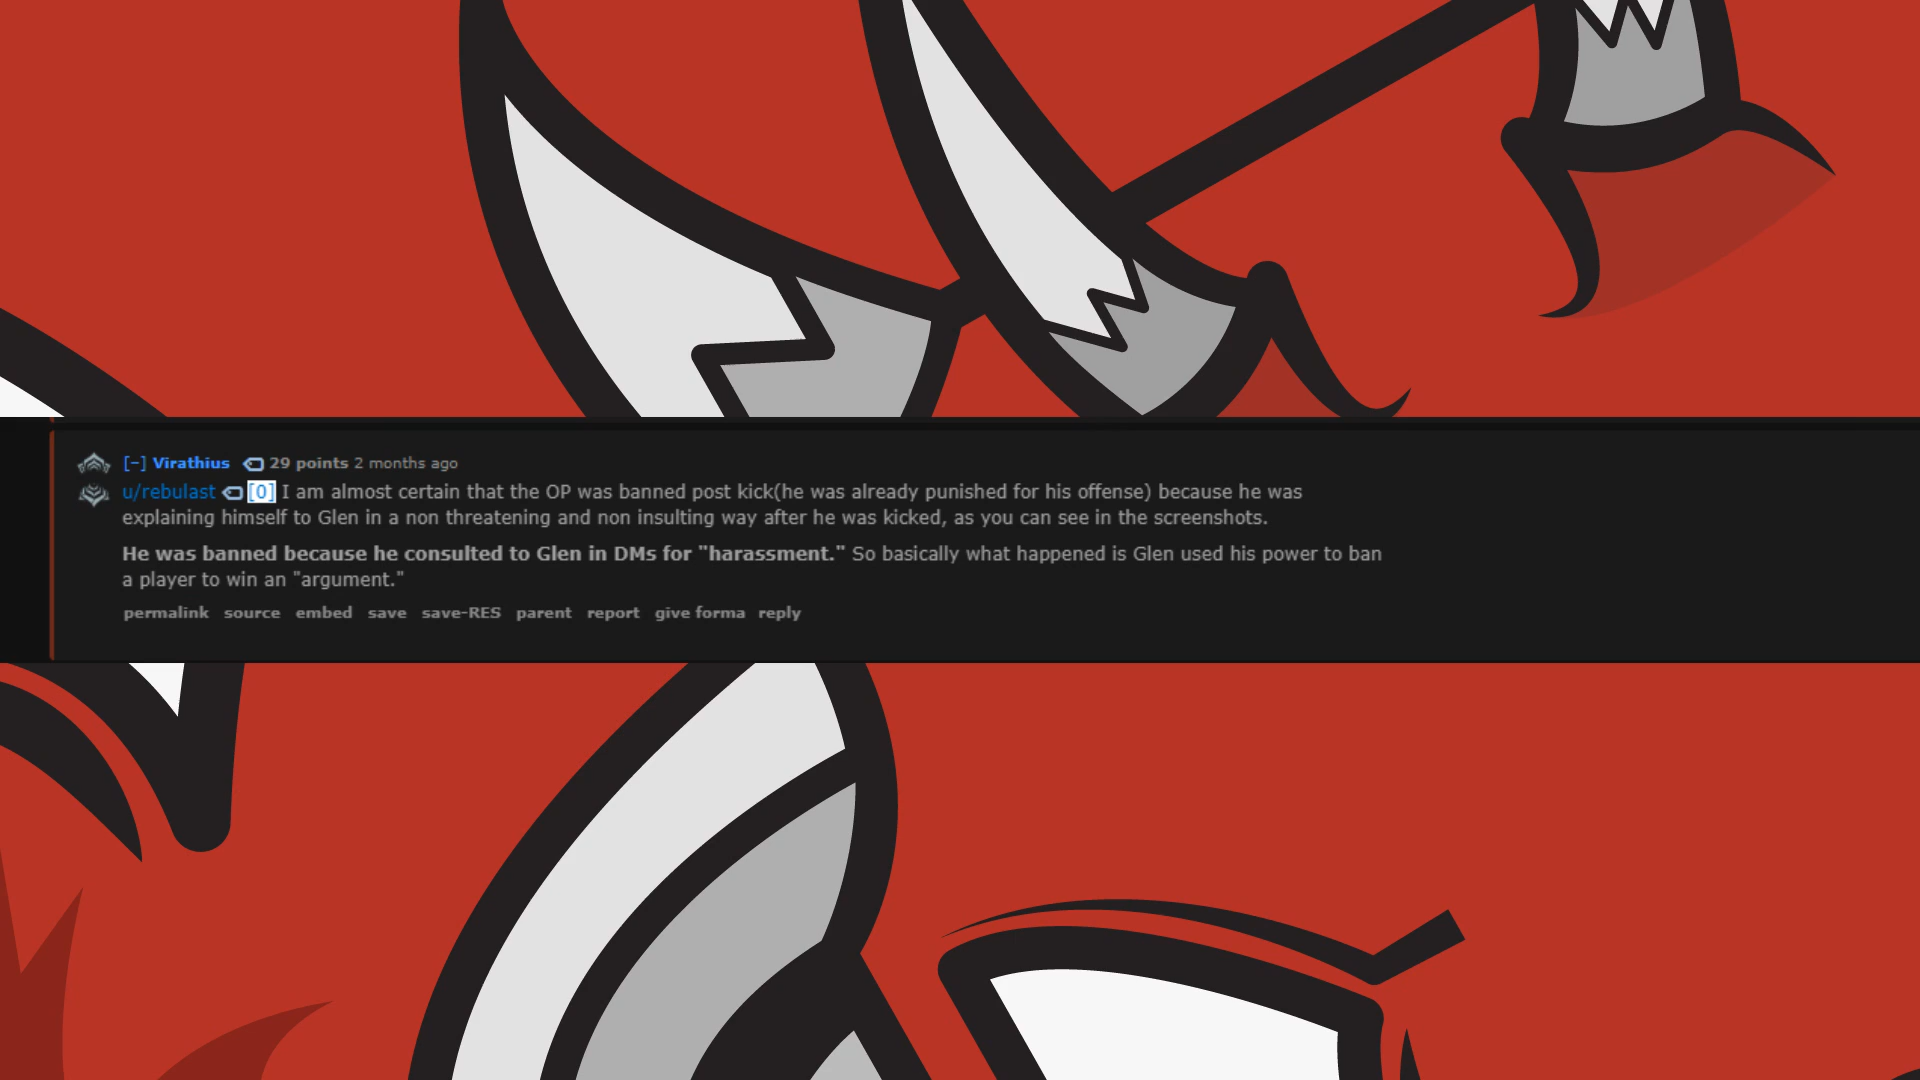 [−] Virathius 29 points 2 months ago
u/rebulast [0] I am almost certain that the OP was banned post kick(he was already punished for his offense) because he was
explaining himself to Glen in a non threatening and non insulting way after he was kicked, as you can see in the screenshots.
He was banned because he consulted to Glen in DMs for "harassment." So basically what happened is Glen used his power to ban
a player to win an "argument."
permalink source embed save save-RES parent report give forma reply